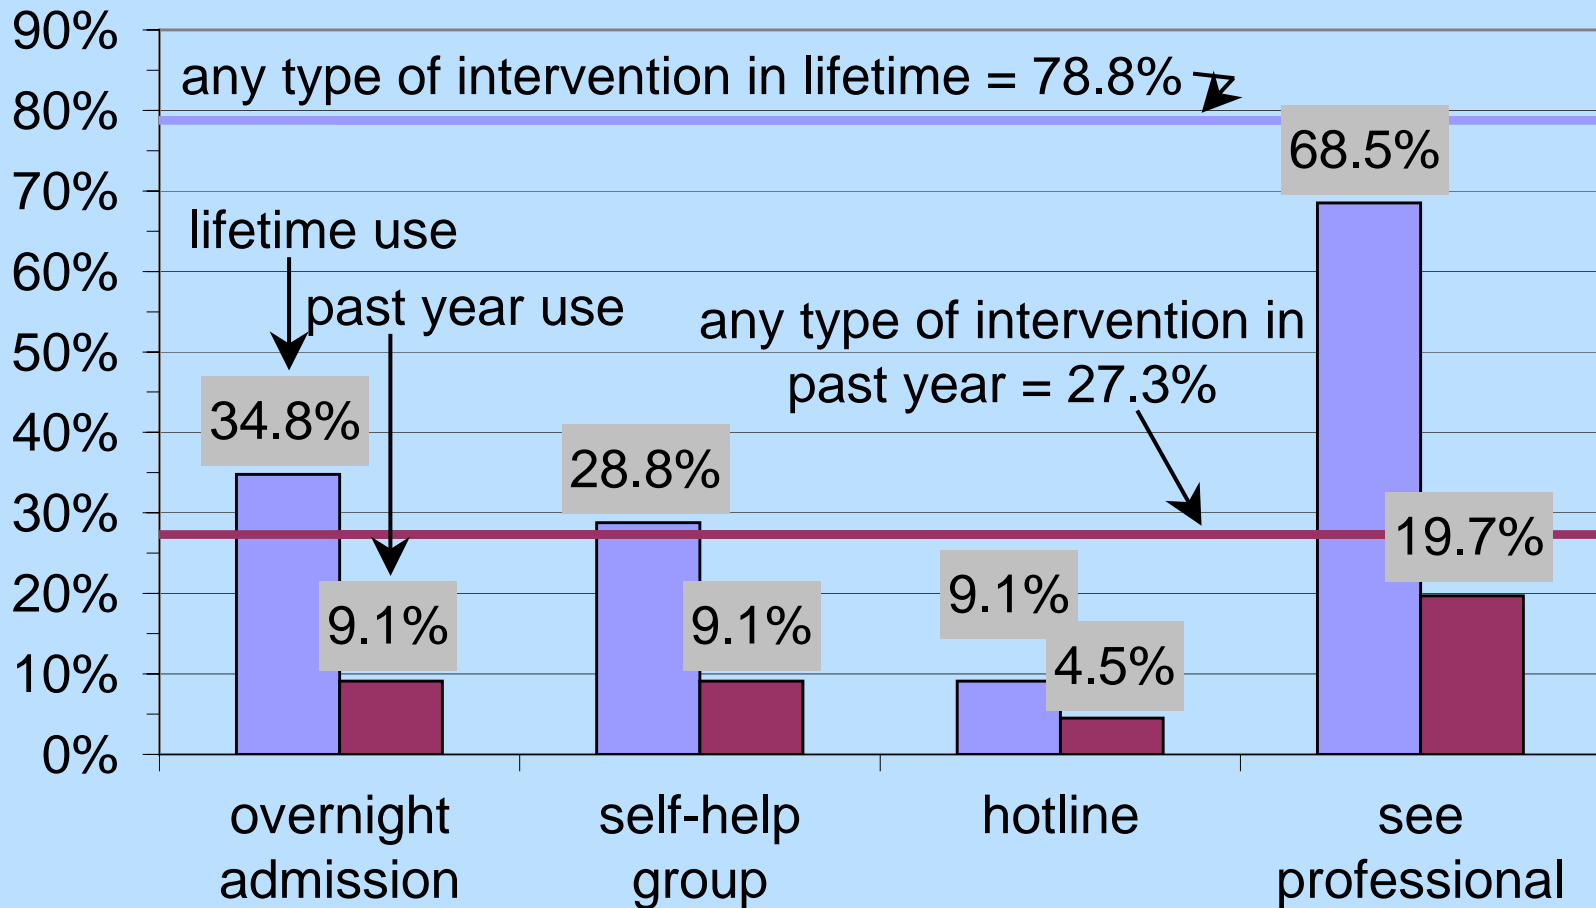 90%
any type of intervention in lifetime = 78.8%
80%
68.5%
70%
lifetime use
60%
past year use
any type of intervention in
50%
past year = 27.3%
34.8%
40%
28.8%
30%
19.7%
9.1%
20%
9.1%
9.1%
4.5%
10%
0%
overnight
admission
self-help
group
hotline
see
professional